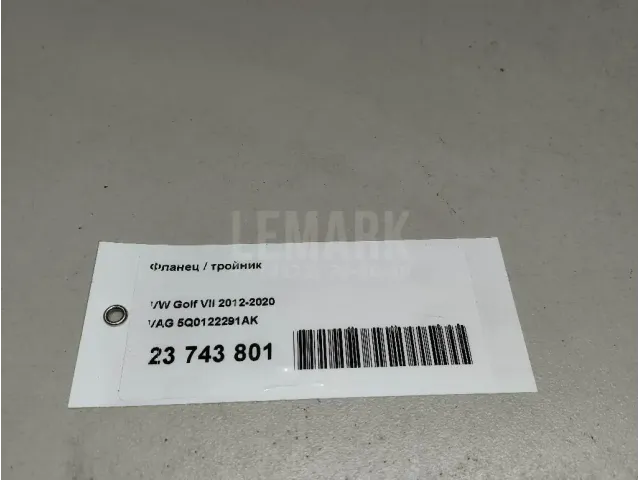 LEMARK
Фланец / тройник
VW Golf VII 2012-2020
VAG 5Q0122291AK
23 743 801